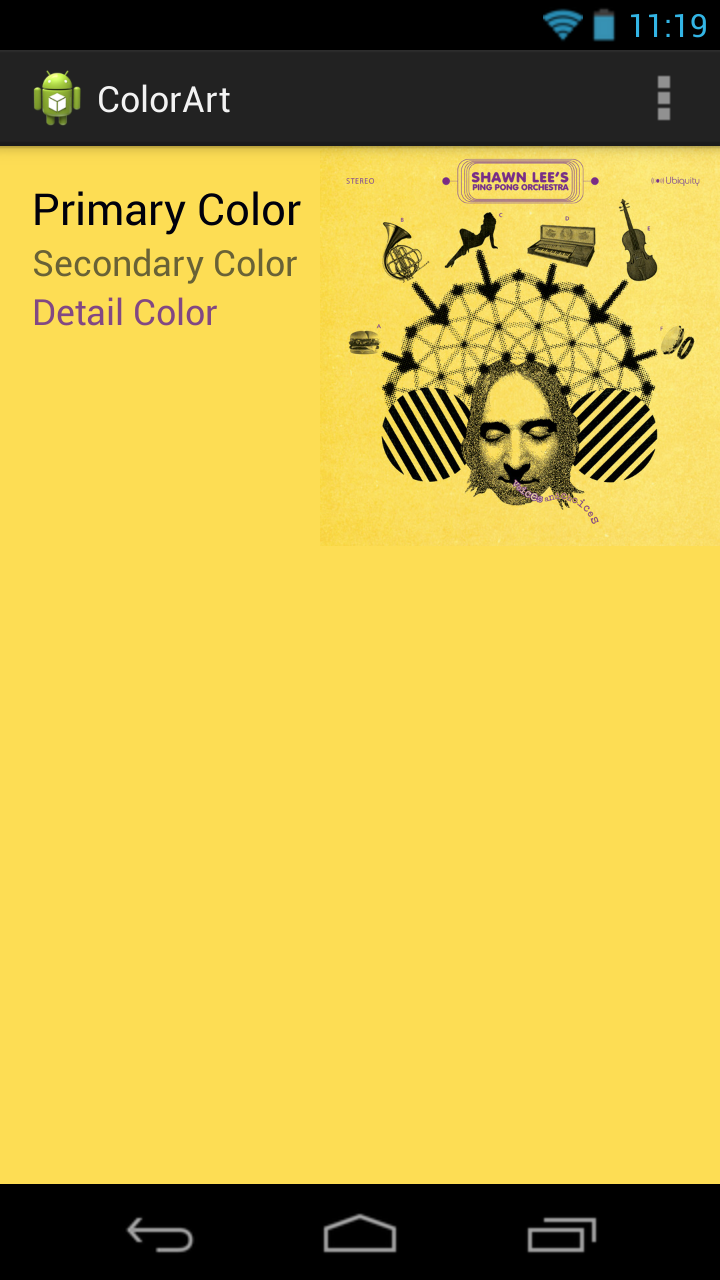 11:19
ColorArt
Primary Color
Secondary Color
Detail Color
STEREO
SHAWN LEE'S
PING PONG ORCHESTRA
Ubiquity
A
B
C
D
E
F
Voices and Choices